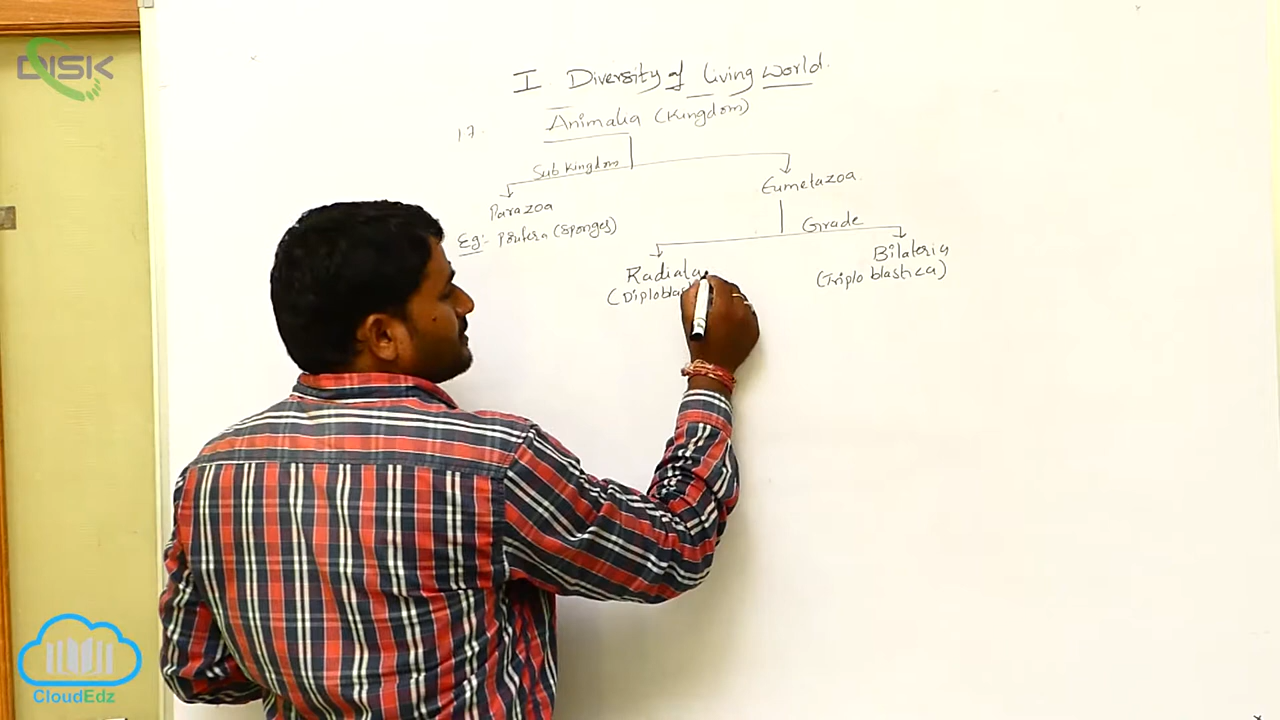 DISK
I. Diversity of living world.
17. Animalia (Kingdom)
Sub Kingdom
Parazoa
Eumetazoa.
Eg:- Porifera (Sponges)
Grade
Radiata
Bilateria
(Diploblas
(Triploblastica)
CloudEdz